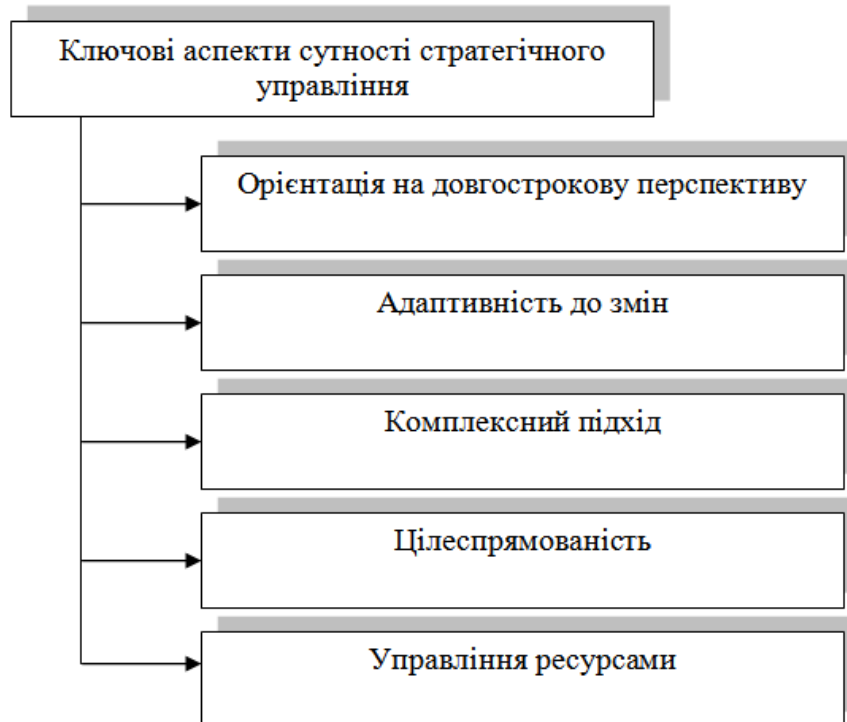 Ключові аспекти сутності стратегічного
управління
Орієнтація на довгострокову перспективу
Адаптивність до змін
Комплексний підхід
Цілеспрямованість
Управління ресурсами